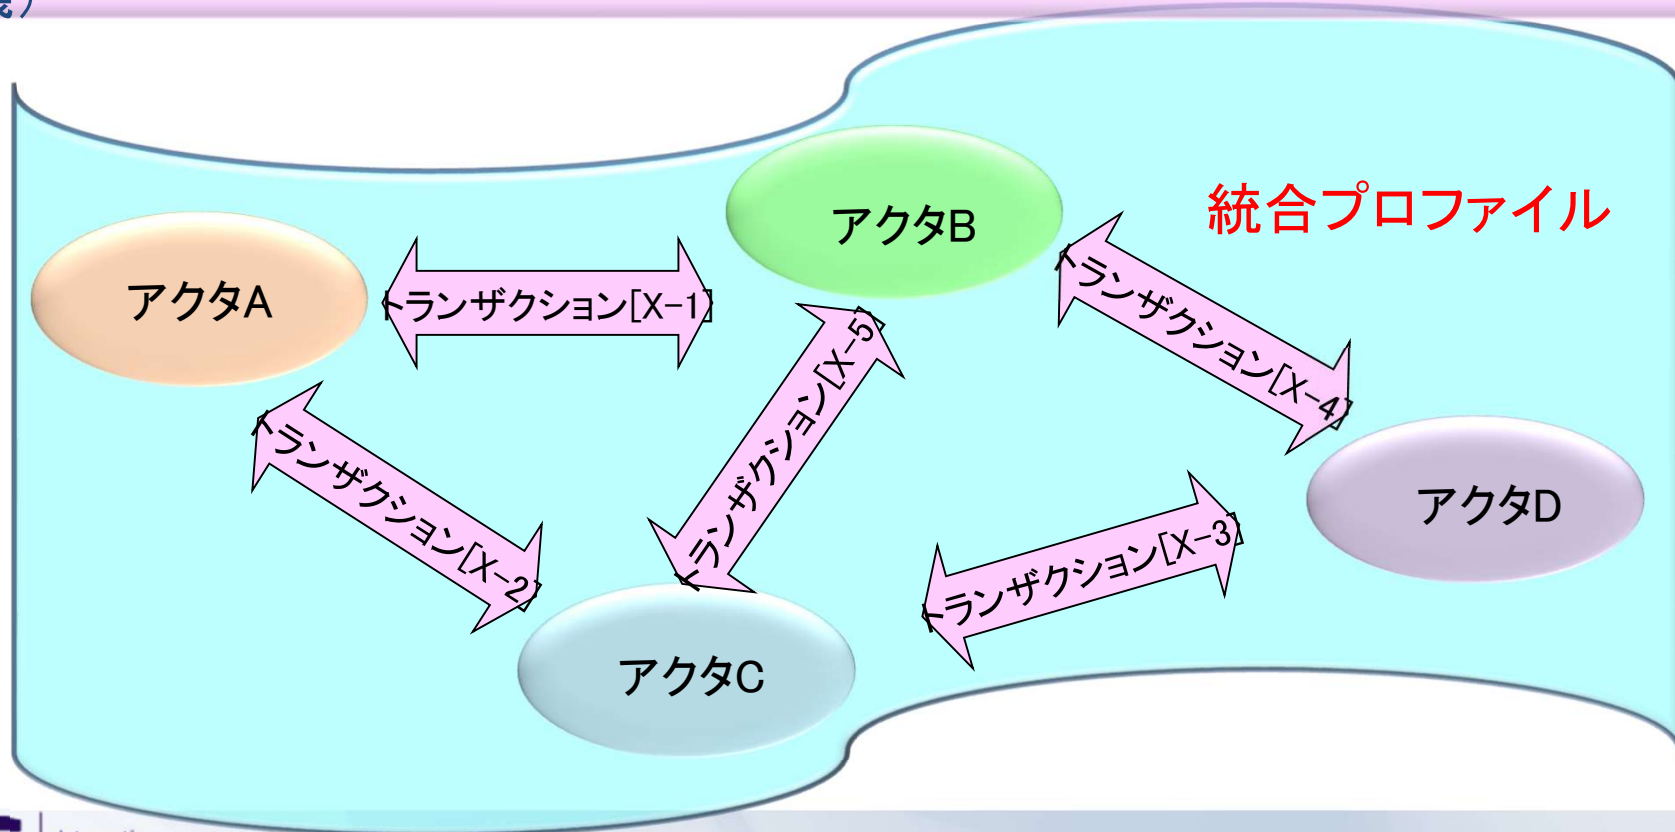 統合プロファイル
アクタB
アクタA
トランザクション[X-1]
トランザクション[X-4]
トランザクション[X-5]
トランザクション[X-2]
トランザクション[X-3]
アクタD
アクタC